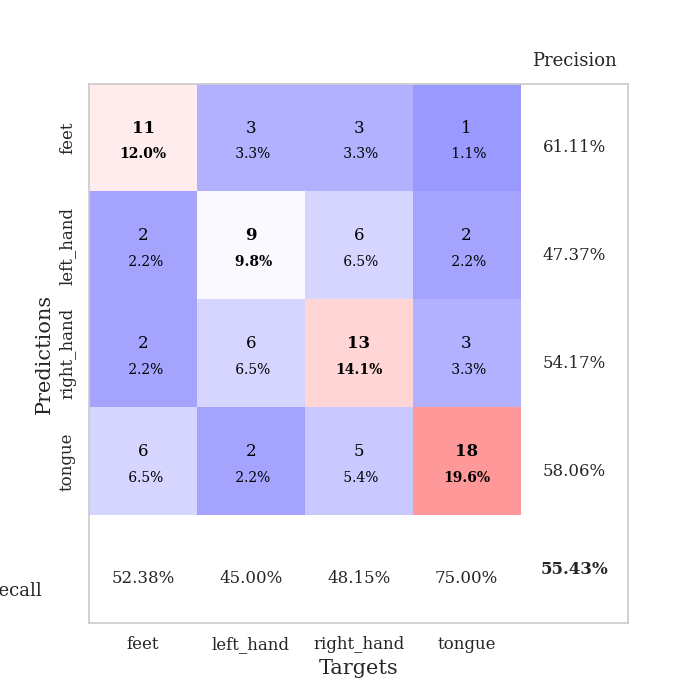 Precision
feet 11 3 3 1 61.11%
12.0% 3.3% 3.3% 1.1%
left_hand 2 9 6 2 47.37%
2.2% 9.8% 6.5% 2.2%
Predictions
right_hand 2 6 13 3 54.17%
2.2% 6.5% 14.1% 3.3%
tongue 6 2 5 18 58.06%
6.5% 2.2% 5.4% 19.6%
ecall 52.38% 45.00% 48.15% 75.00% 55.43%
feet left_hand right_hand tongue
Targets